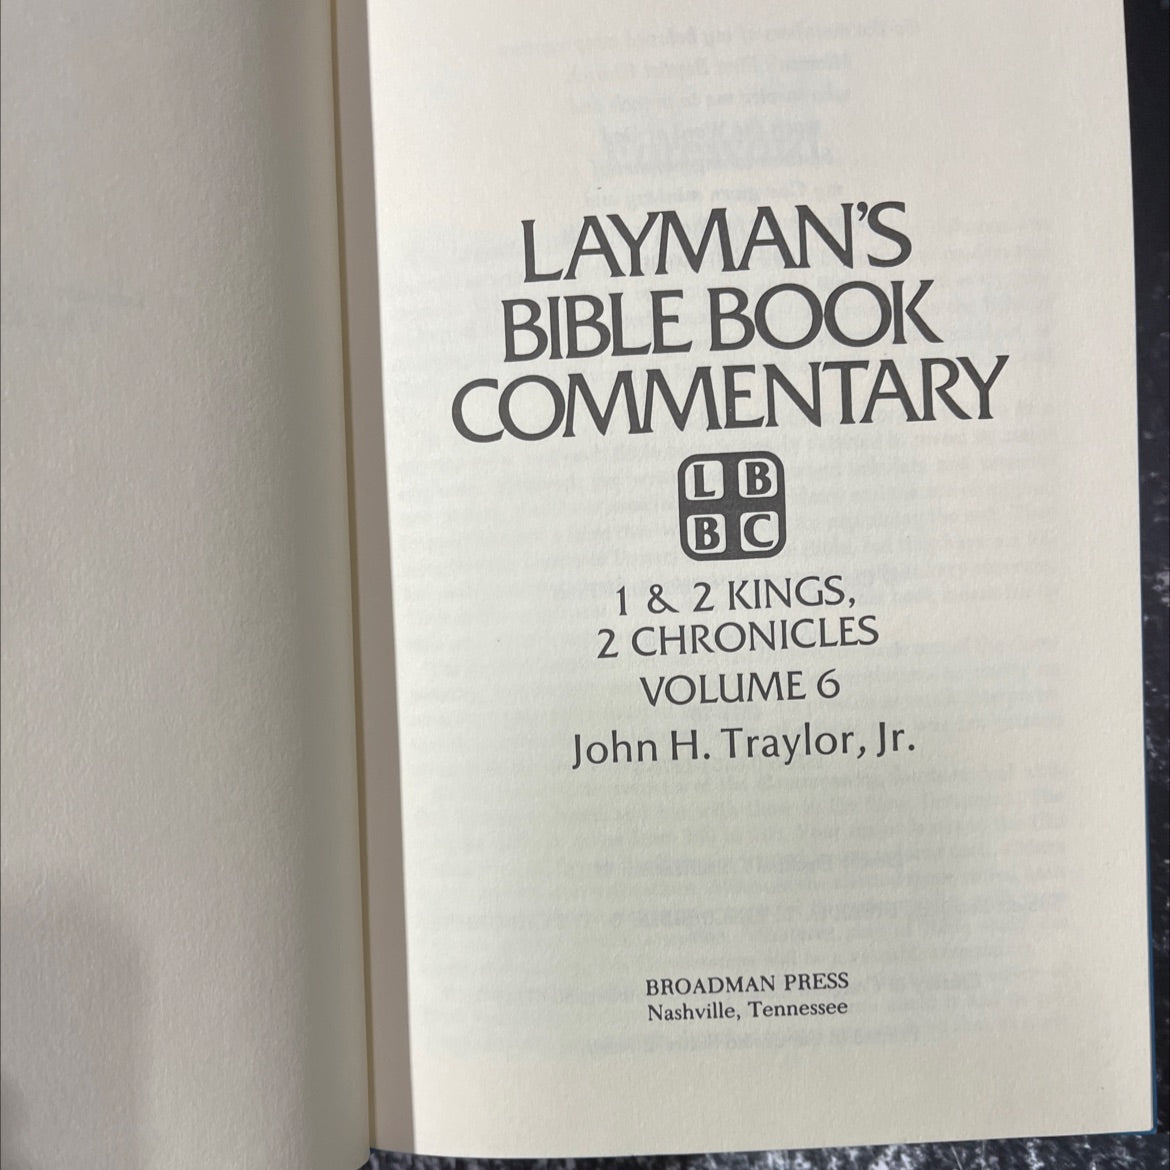 LAYMAN'S
BIBLE BOOK
COMMENTARY
L B
B C
1 & 2 KINGS,
2 CHRONICLES
VOLUME 6
John H. Traylor, Jr.
BROADMAN PRESS
Nashville, Tennessee